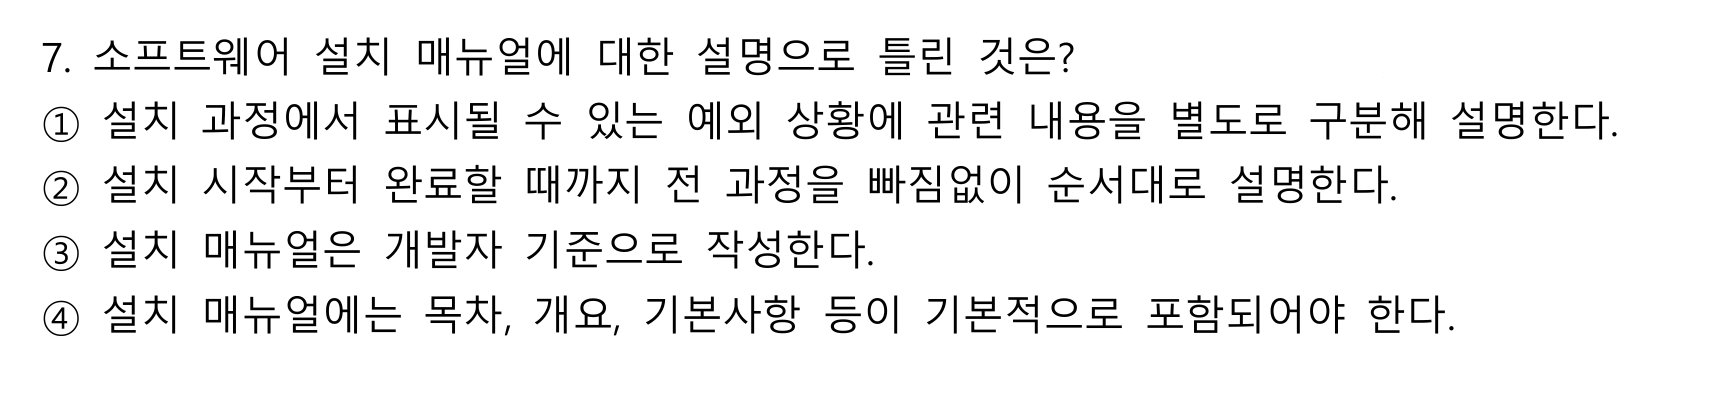 7. 소프트웨어 설치 매뉴얼에 대한 설명으로 틀린 것은?
① 설치 과정에서 표시될 수 있는 예외 상황에 관련 내용을 별도로 구분해 설명한다.
② 설치 시작부터 완료할 때까지 전 과정을 빠짐없이 순서대로 설명한다.
③ 설치 매뉴얼은 개발자 기준으로 작성한다.
④ 설치 매뉴얼에는 목차, 개요, 기본사항 등이 기본적으로 포함되어야 한다.